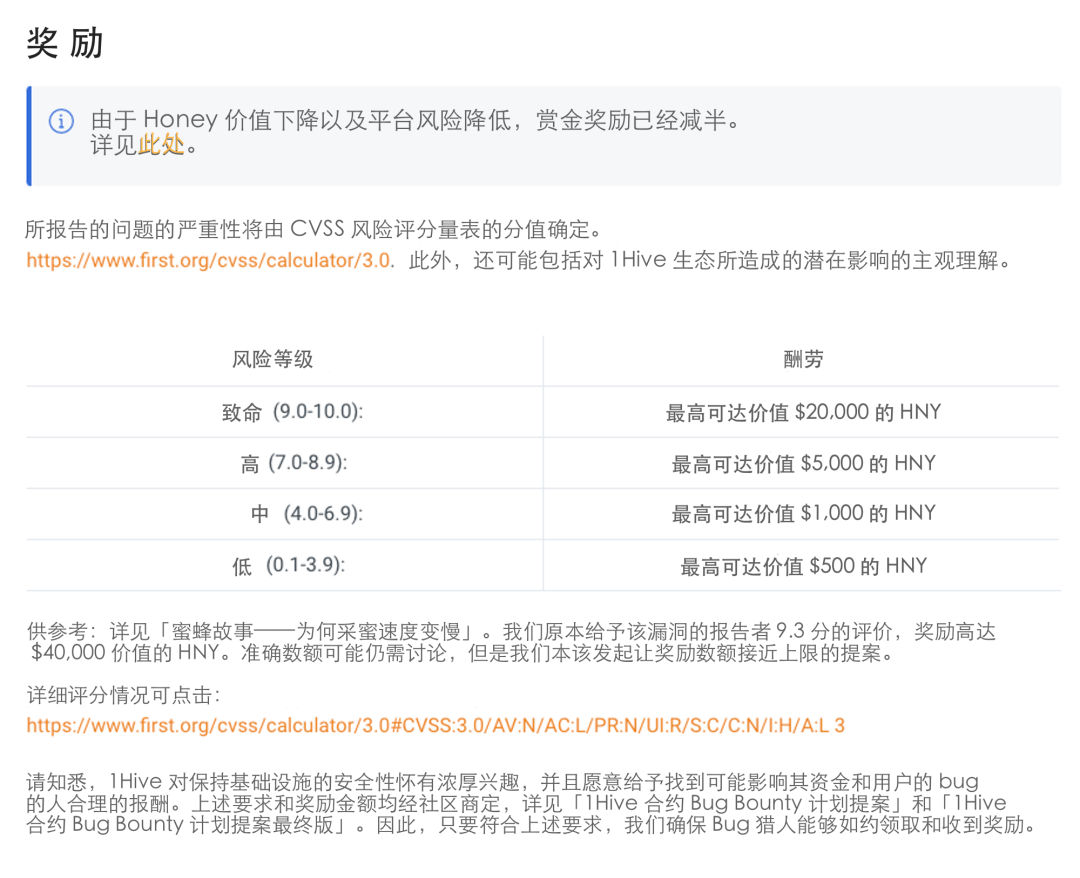 奖 励
由于 Honey 价值下降以及平台风险降低，赏金奖励已经减半。
详见此处。
所报告的问题的严重性将由 CVSS 风险评分量表的分值确定。
https://www.first.org/cvss/calculator/3.0. 此外，还可能包括对 1Hive 生态所造成的潜在影响的主观理解。
风险等级 酬劳
致命 (9.0-10.0): 最高可达价值 $20,000 的 HNY
高 (7.0-8.9): 最高可达价值 $5,000 的 HNY
中 (4.0-6.9): 最高可达价值 $1,000 的 HNY
低 (0.1-3.9): 最高可达价值 $500 的 HNY
供参考：详见「蜜蜂故事——为何采蜜速度变慢」。我们原本给予该漏洞的报告者 9.3 分的评价，奖励高达
$40,000 价值的 HNY。准确数额可能仍需讨论，但是我们本该发起让奖励数额接近上限的提案。
详细评分情况可点击：
https://www.first.org/cvss/calculator/3.0#CVSS:3.0/AV:N/AC:L/PR:N/UI:R/S:C/C:N/I:H/A:L 3
请知悉，1Hive 对保持基础设施的安全性怀有浓厚兴趣，并且愿意给予找到可能影响其资金和用户的 bug
的人合理的报酬。上述要求和奖励金额均经社区商定，详见「1Hive 合约 Bug Bounty 计划提案」和「1Hive
合约 Bug Bounty 计划提案最终版」。因此，只要符合上述要求，我们确保 Bug 猎人能够如约领取和收到奖励。